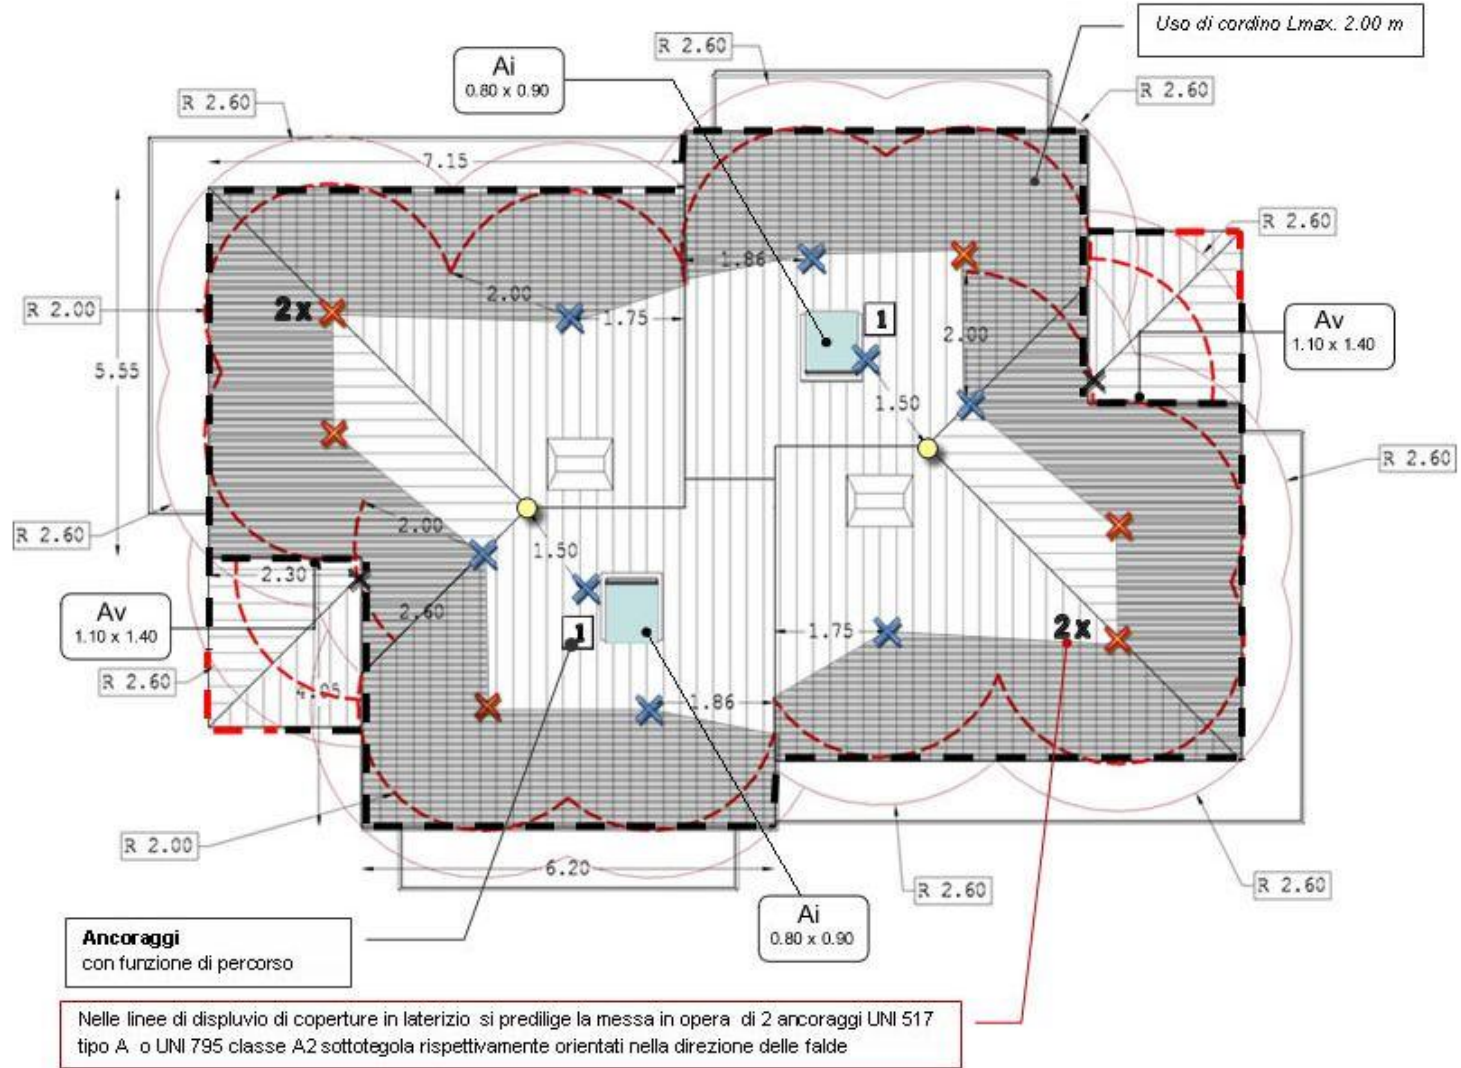 Uso di cordino Lmax. 2.00 m
R 2.60
Ai
0.80 x 0.90
R 2.60
R 2.60
7.15
R 2.60
1.86
2x
2.00
1.75
1
R 2.00
2.00
Av
1.10 x 1.40
5.55
1.50
R 2.60
2.00
R 2.60
1.50
2.30
Av
1.10 x 1.40
2.60
1
1.75
2x
R 2.60
1.86
R 2.00
6.20
R 2.60
R 2.60
Ai
0.80 x 0.90
Ancoraggi
con funzione di percorso
Nelle linee di displuvio di coperture in laterizio si predilige la messa in opera di 2 ancoraggi UNI 517
tipo A o UNI 795 classe A2 sottotegola rispettivamente orientati nella direzione delle falde